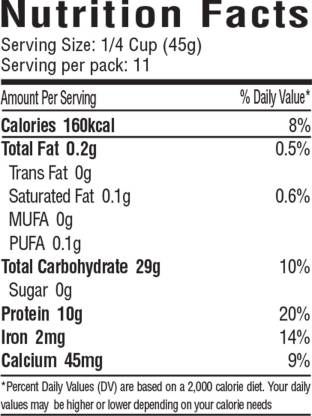 Nutrition Facts
Serving Size: 1/4 Cup (45g)
Serving per pack: 11
Amount Per Serving % Daily Value*
Calories 160kcal 8%
Total Fat 0.2g 0.5%
Trans Fat 0g
Saturated Fat 0.1g 0.6%
MUFA 0g
PUFA 0.1g
Total Carbohydrate 29g 10%
Sugar 0g
Protein 10g 20%
Iron 2mg 14%
Calcium 45mg 9%
*Percent Daily Values (DV) are based on a 2,000 calorie diet. Your daily
values may be higher or lower depending on your calorie needs